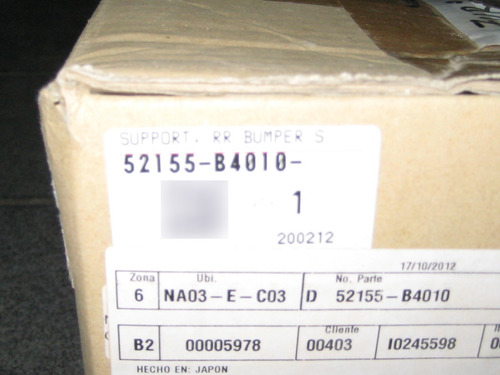 SUPPORT, RR BUMPER S
52155-B4010-
1
200212
17/10/2012
Zona Ubi. No. Parte
6 NA03-E-C03 D 52155-B4010
Cliente
B2 00005978 00403 I0245598
HECHO EN: JAPON